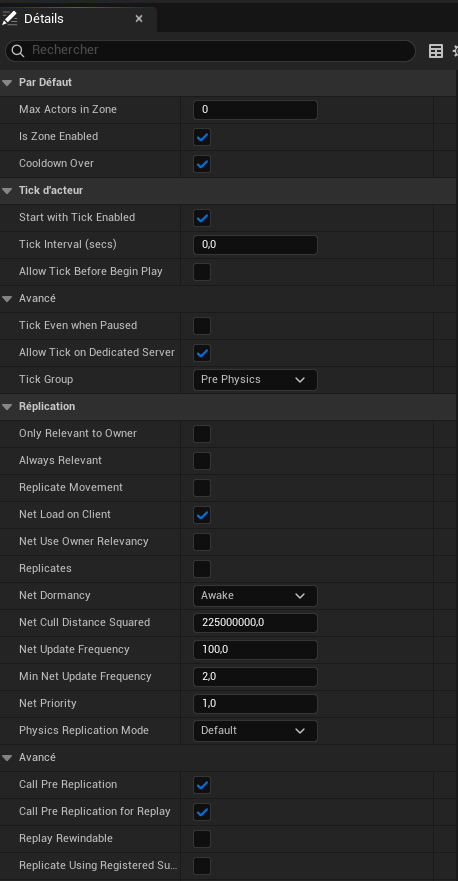 Détails
Rechercher
Par Défaut
Max Actors in Zone 0
Is Zone Enabled
Cooldown Over
Tick d'acteur
Start with Tick Enabled
Tick Interval (secs) 0,0
Allow Tick Before Begin Play
Avancé
Tick Even when Paused
Allow Tick on Dedicated Server
Tick Group Pre Physics
Réplication
Only Relevant to Owner
Always Relevant
Replicate Movement
Net Load on Client
Net Use Owner Relevancy
Replicates
Net Dormancy Awake
Net Cull Distance Squared 225000000,0
Net Update Frequency 100,0
Min Net Update Frequency 2,0
Net Priority 1,0
Physics Replication Mode Default
Avancé
Call Pre Replication
Call Pre Replication for Replay
Replay Rewindable
Replicate Using Registered Su...